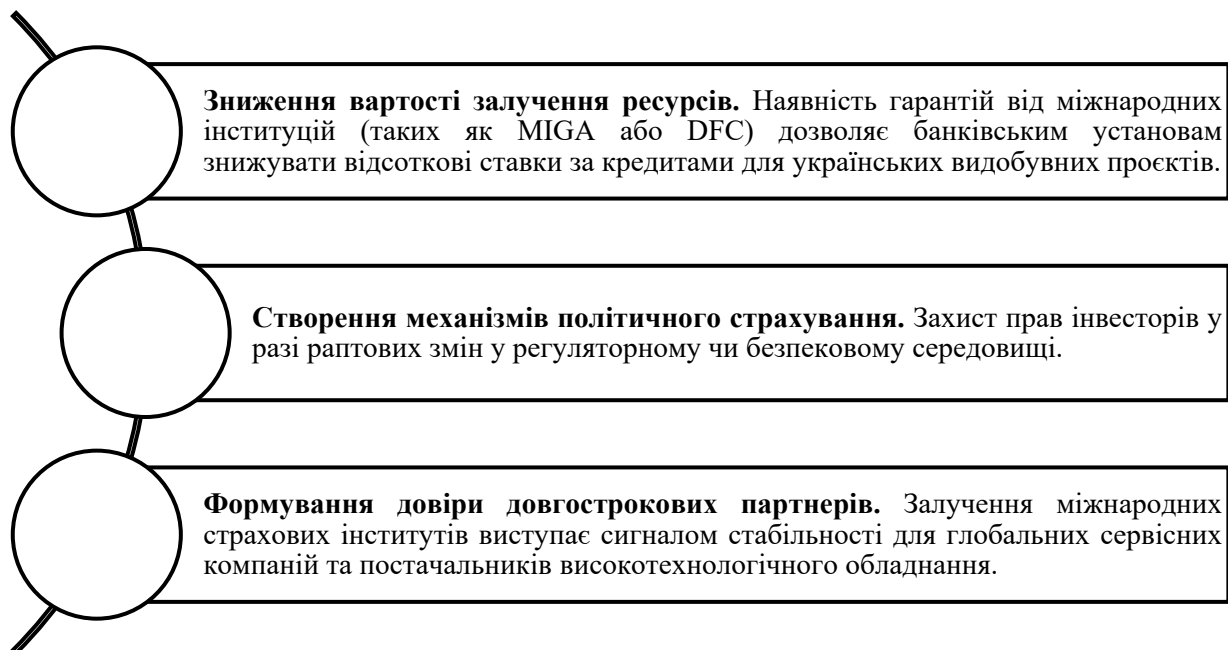 Зниження вартості залучення ресурсів. Наявність гарантій від міжнародних
інституцій (таких як MIGA або DFC) дозволяє банківським установам
знижувати відсоткові ставки за кредитами для українських видобувних проєктів.
Створення механізмів політичного страхування. Захист прав інвесторів у
разі раптових змін у регуляторному чи безпековому середовищі.
Формування довіри довгострокових партнерів. Залучення міжнародних
страхових інститутів виступає сигналом стабільності для глобальних сервісних
компаній та постачальників високотехнологічного обладнання.